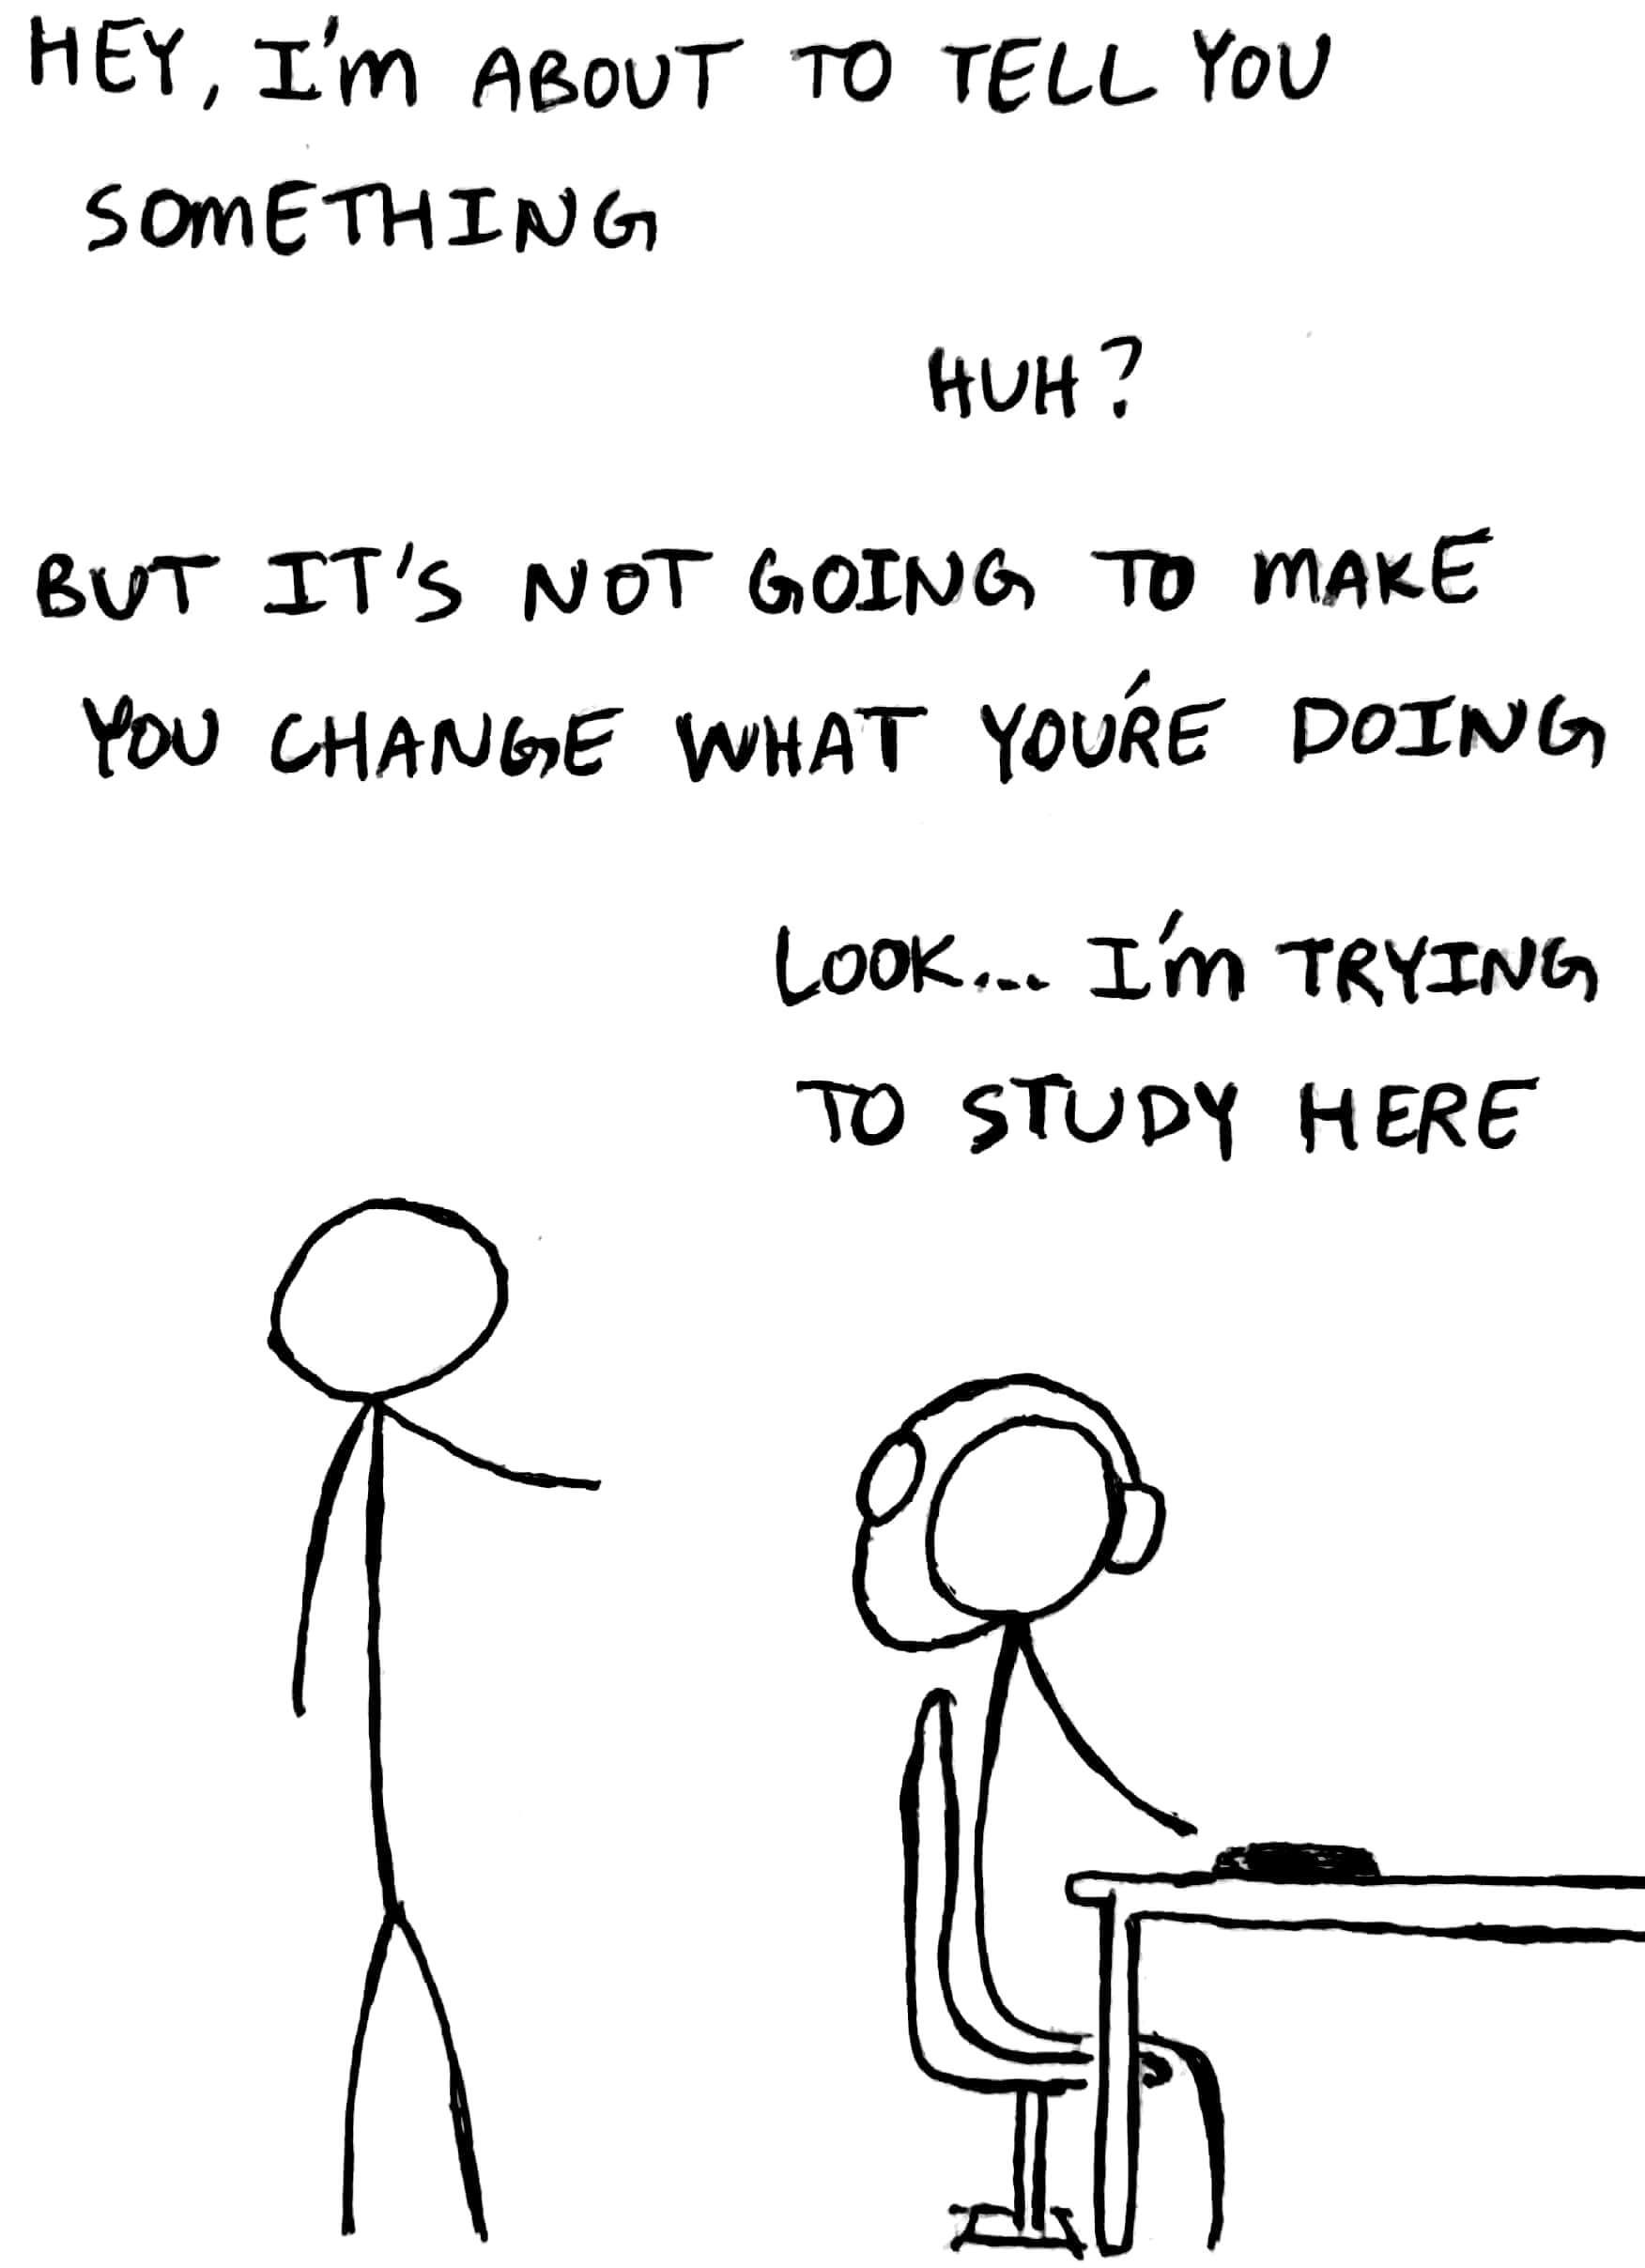 HEY, I'M ABOUT TO TELL YOU
SOMETHING
HUH?
BUT IT'S NOT GOING TO MAKE
YOU CHANGE WHAT YOU'RE DOING
LOOK... I'M TRYING
TO STUDY HERE